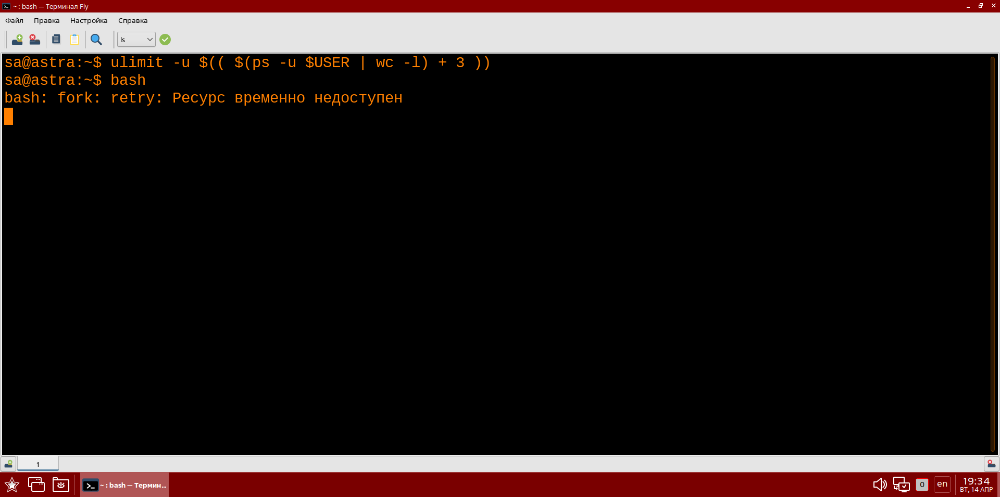 ~ : bash — Терминал Fly
Файл Правка Настройка Справка
ls
sa@astra:~$ ulimit -u $(( $(ps -u $USER | wc -l) + 3 ))
sa@astra:~$ bash
bash: fork: retry: Ресурс временно недоступен
1
~ : bash — Термин...
0
en
19:34
ВТ, 14 АПР